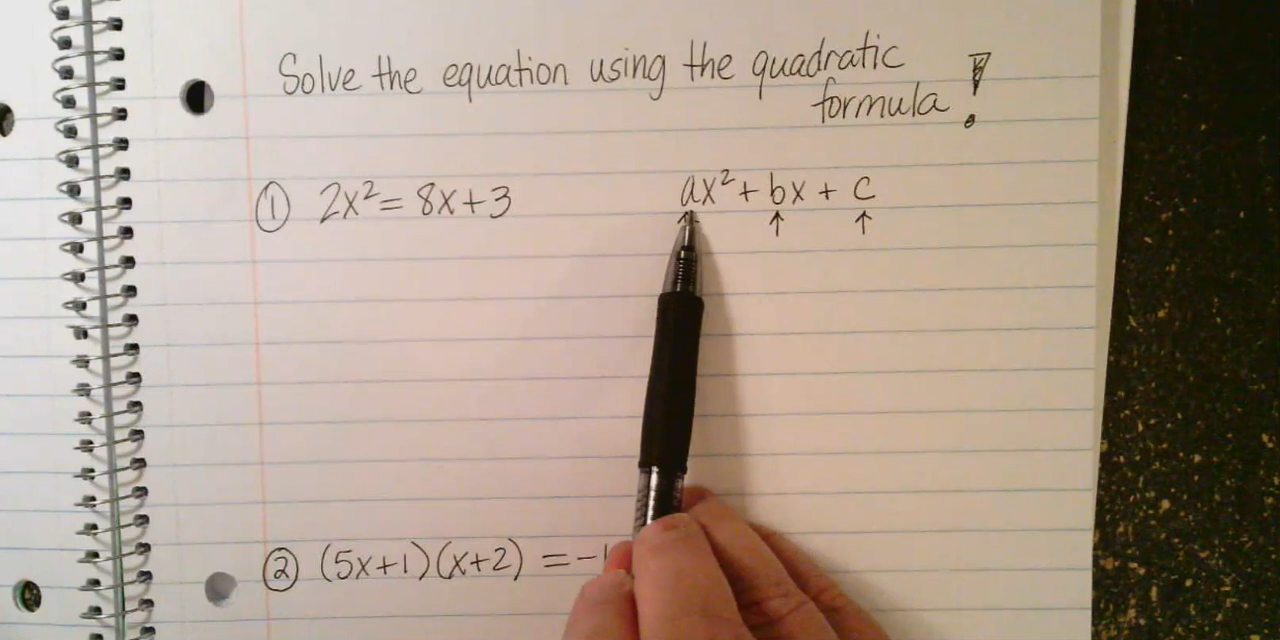 Solve the equation using the quadratic
formula!
① 2x² = 8x+3
ax² + bx + c
↑ ↑ ↑
② (5x+1)(x+2) = -